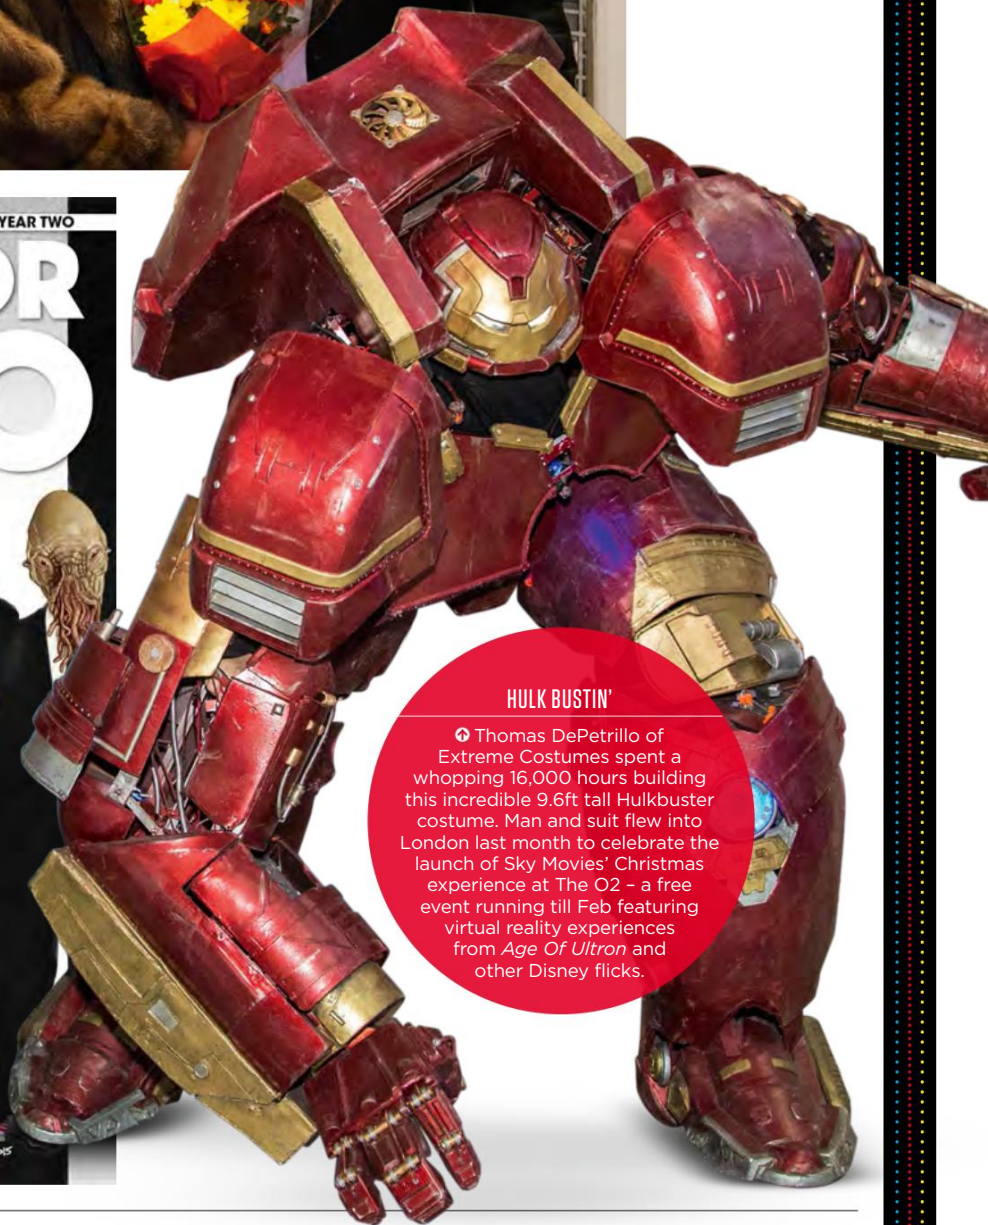 YEAR TWO
OR
O
HULK BUSTIN'
Thomas DePetrillo of
Extreme Costumes spent a
whopping 16,000 hours building
this incredible 9.6ft tall Hulkbuster
costume. Man and suit flew into
London last month to celebrate the
launch of Sky Movies' Christmas
experience at The O2 – a free
event running till Feb featuring
virtual reality experiences
from Age Of Ultron and
other Disney flicks.